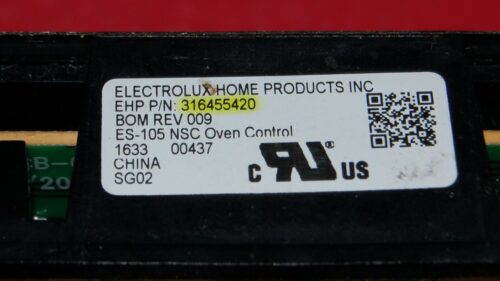 ELECTROLUX HOME PRODUCTS INC
EHP P/N: 316455420
BOM REV 009
ES-105 NSC Oven Control
1633 00437
CHINA
SG02
C RU US